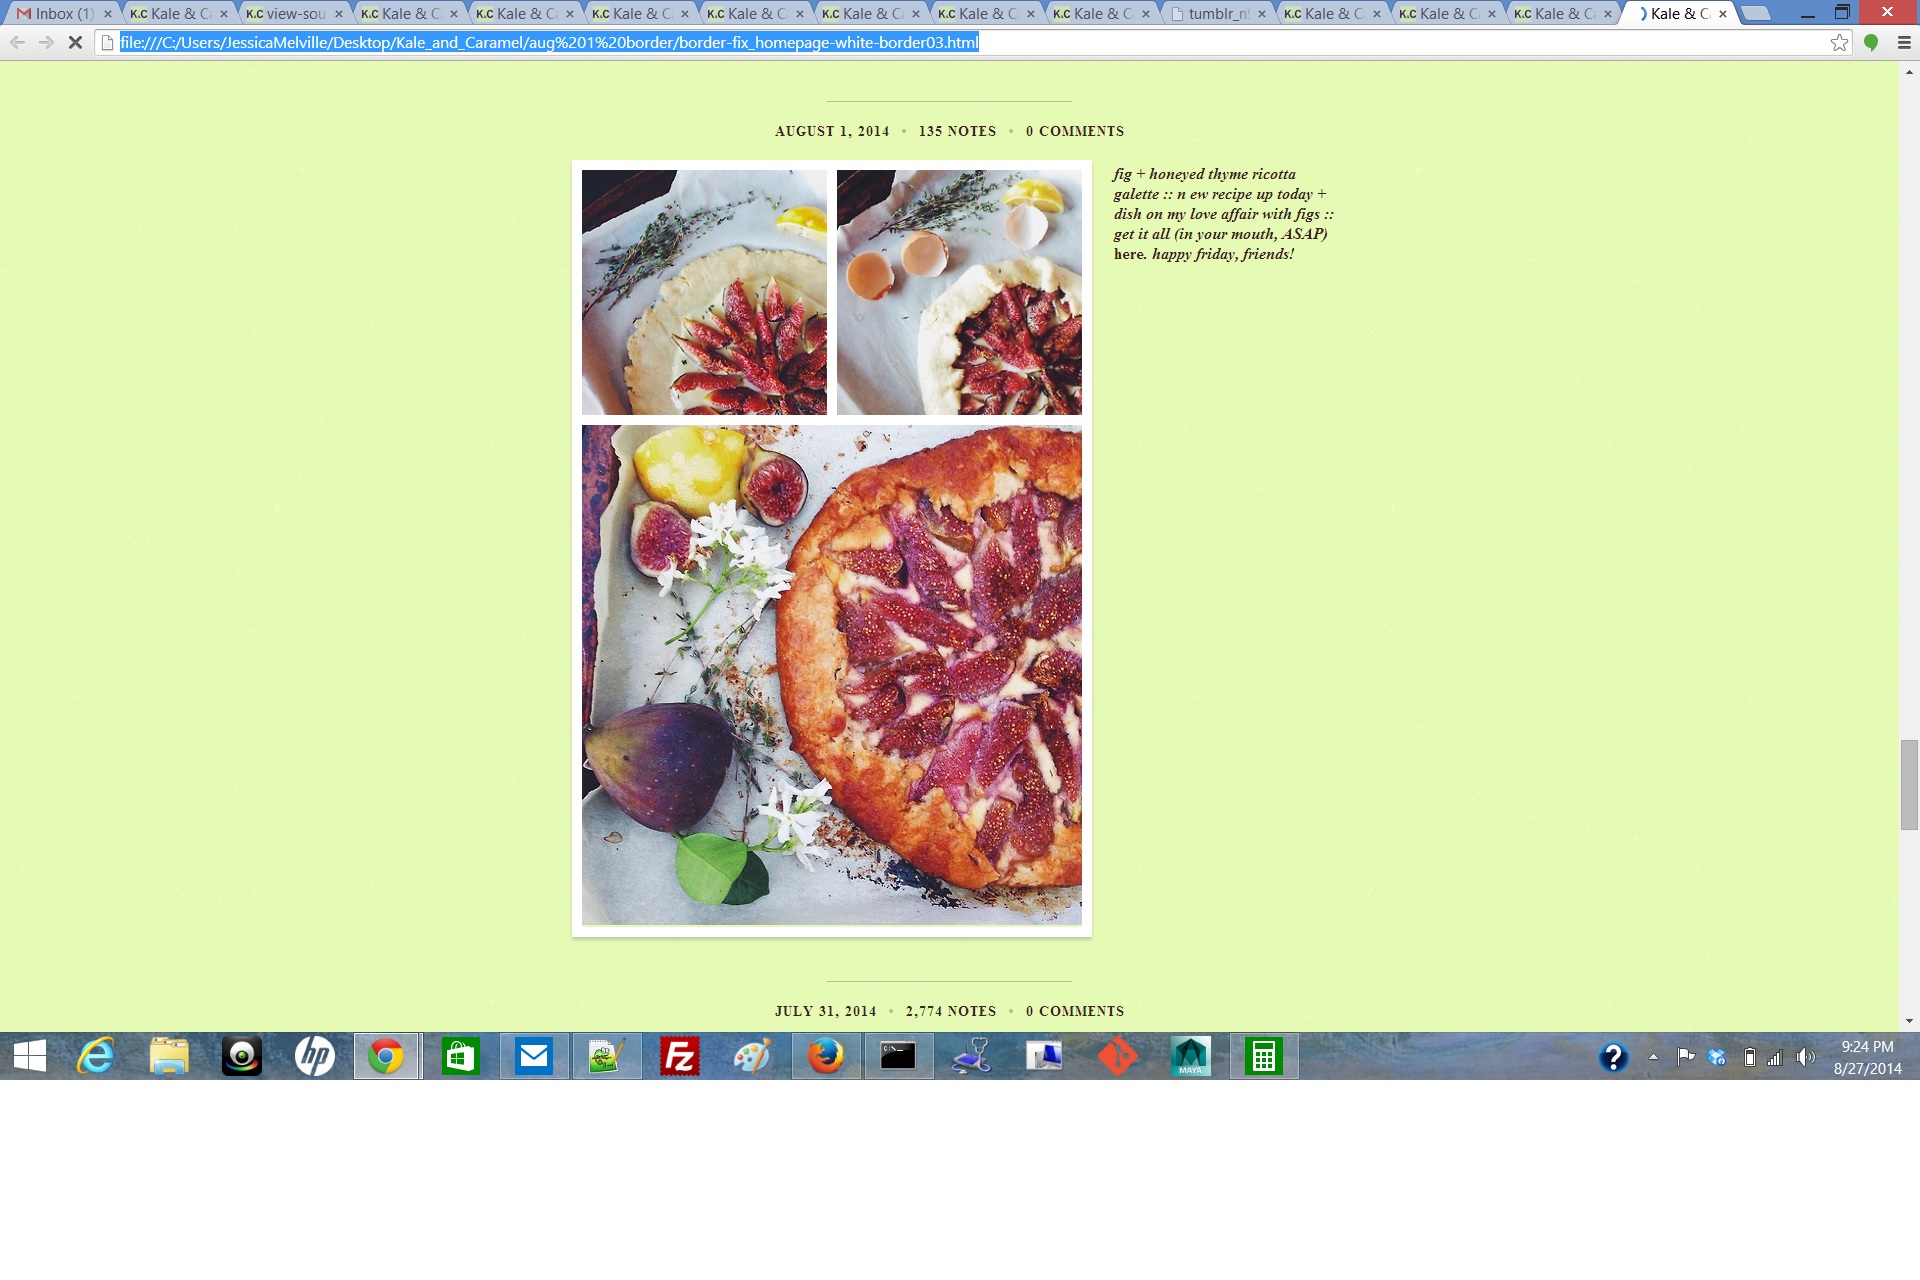 Inbox (1)
K.C Kale & C
K.C view-sou
K.C Kale & C
K.C Kale & C
K.C Kale & C
K.C Kale & C
K.C Kale & C
K.C Kale & C
K.C Kale & C
tumblr_n
K.C Kale & C
K.C Kale & C
K.C Kale & C
Kale & C
file:///C:/Users/JessicaMelville/Desktop/Kale_and_Caramel/aug%201%20border/border-fix_homepage-white-border03.html
AUGUST 1, 2014 • 135 NOTES • 0 COMMENTS
fig + honeyed thyme ricotta
galette :: n ew recipe up today +
dish on my love affair with figs ::
get it all (in your mouth, ASAP)
here. happy friday, friends!
JULY 31, 2014 • 2,774 NOTES • 0 COMMENTS
hp
Fz
C:\_
MAYA
?
9:24 PM
8/27/2014